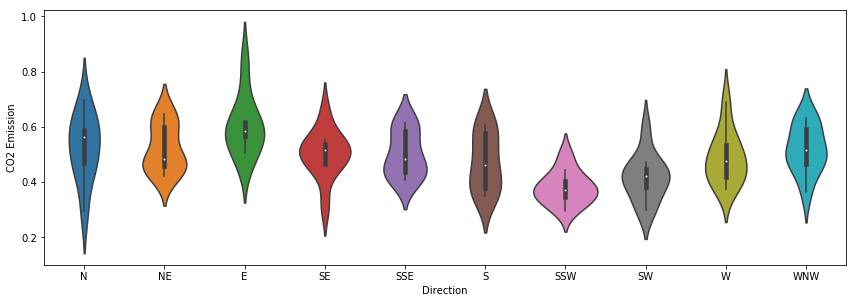 1.0
0.8
0.6
0.4
0.2
CO2 Emission
N NE E SE SSE S SSW SW W WNW
Direction